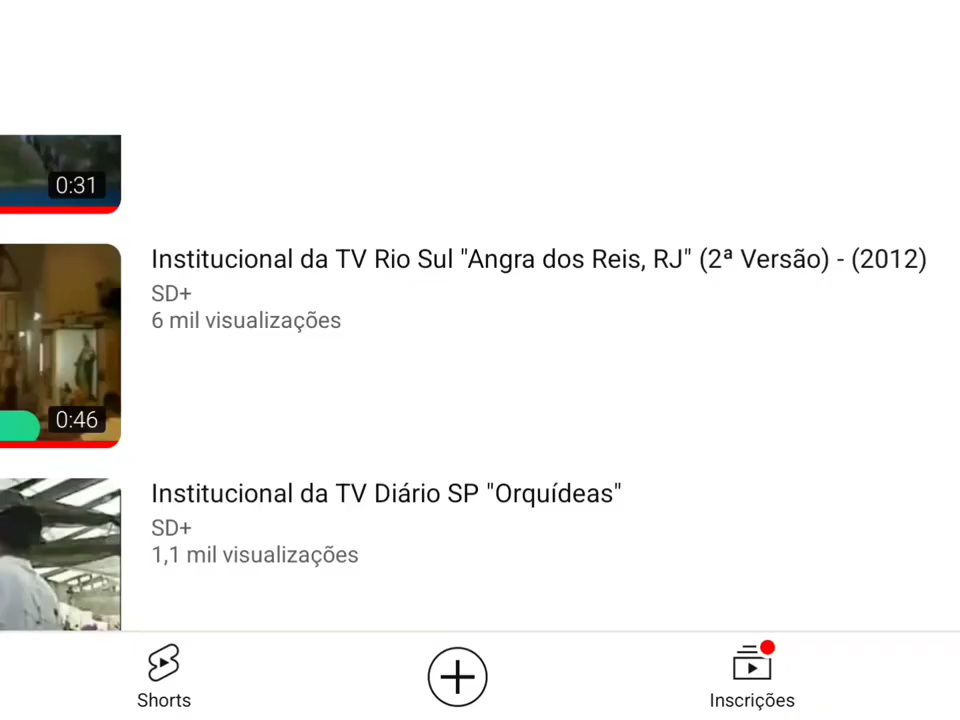 0:31
Institucional da TV Rio Sul "Angra dos Reis, RJ" (2ª Versão) - (2012)
SD+
6 mil visualizações
0:46
Institucional da TV Diário SP "Orquídeas"
SD+
1,1 mil visualizações
Shorts
Inscrições